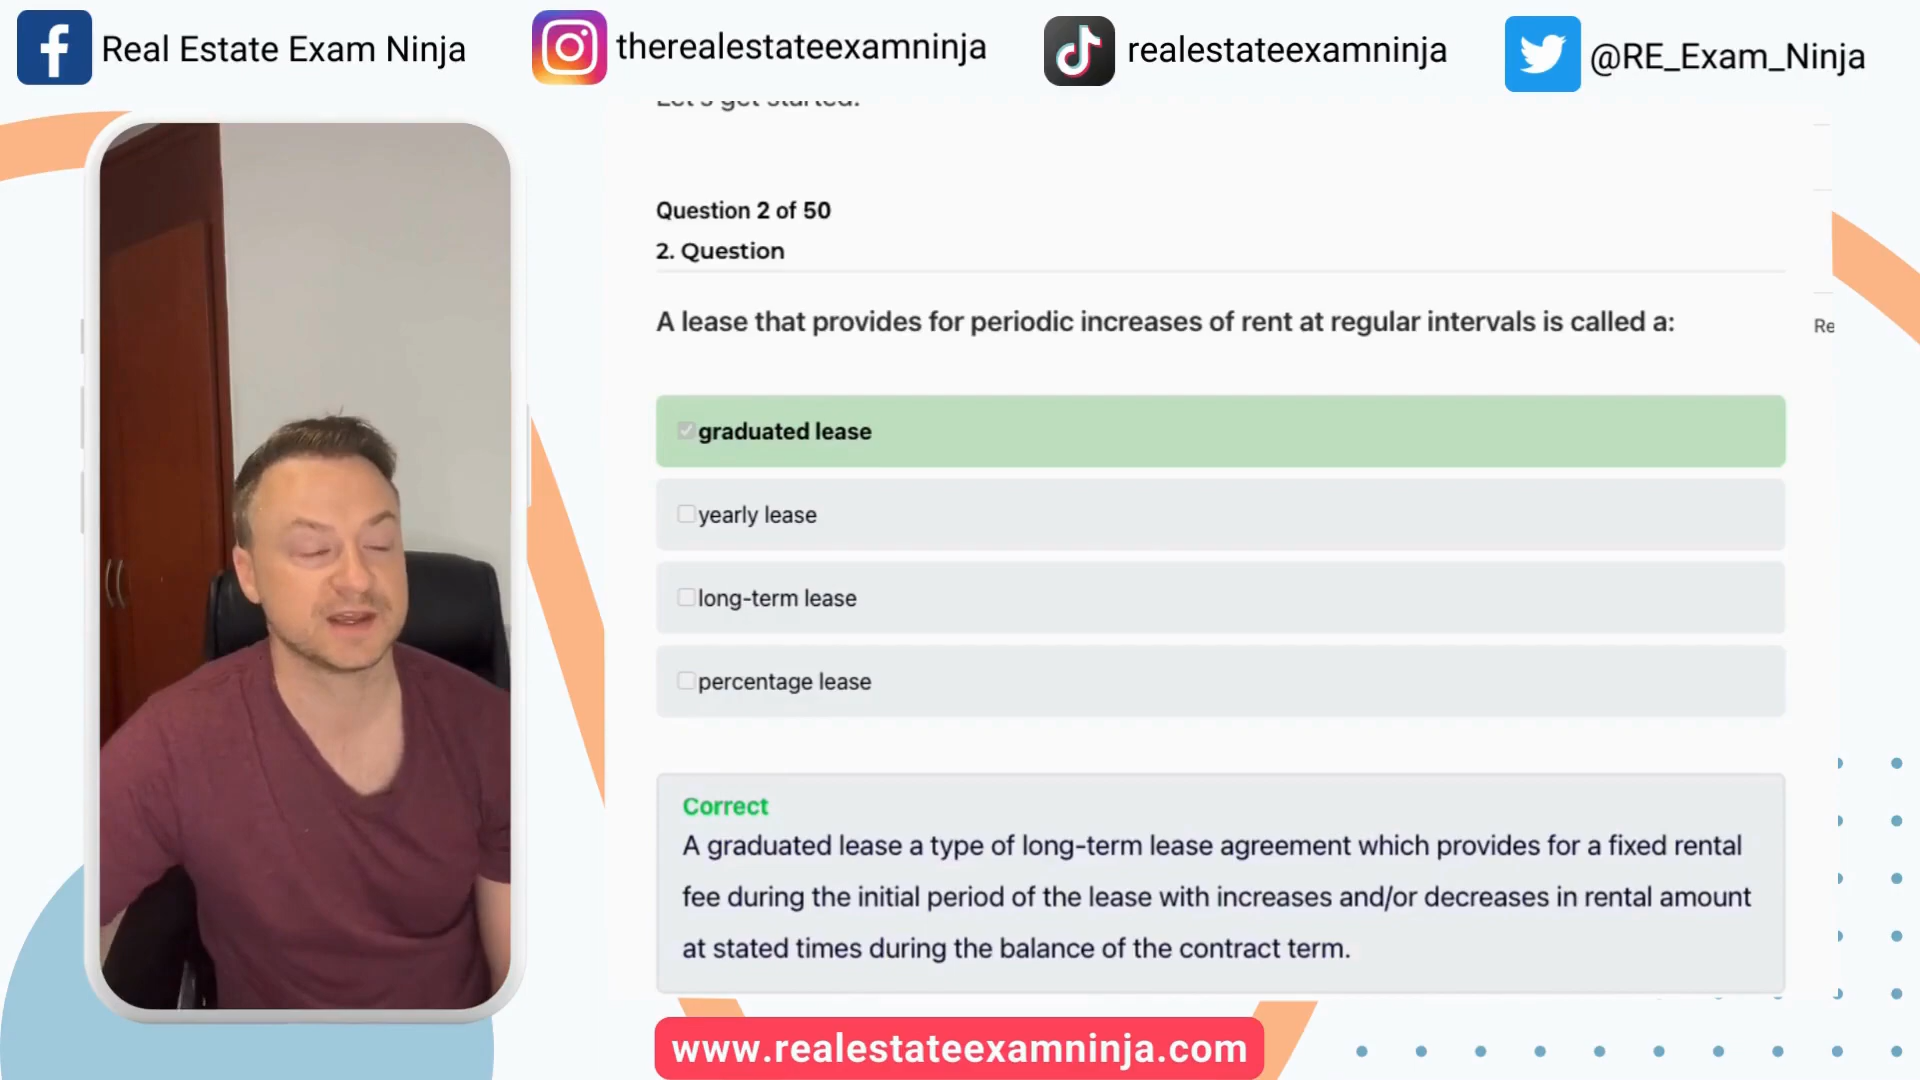 Real Estate Exam Ninja
therealestateexamninja
realestateexamninja
@RE_Exam_Ninja
Let's get started!
Question 2 of 50
2. Question
A lease that provides for periodic increases of rent at regular intervals is called a:
Re
graduated lease
yearly lease
long-term lease
percentage lease
Correct
A graduated lease a type of long-term lease agreement which provides for a fixed rental
fee during the initial period of the lease with increases and/or decreases in rental amount
at stated times during the balance of the contract term.
www.realestateexamninja.com